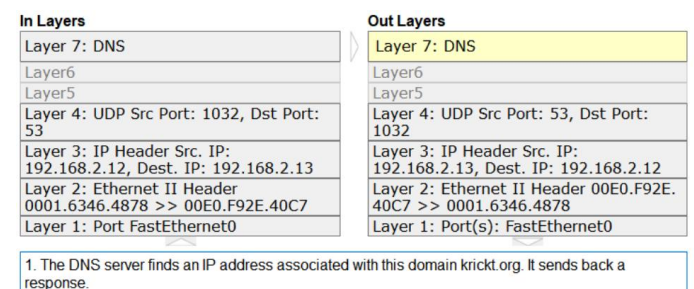 In Layers
Layer 7: DNS
Layer6
Layer5
Layer 4: UDP Src Port: 1032, Dst Port:
53
Layer 3: IP Header Src. IP:
192.168.2.12, Dest. IP: 192.168.2.13
Layer 2: Ethernet II Header
0001.6346.4878 >> 00E0.F92E.40C7
Layer 1: Port FastEthernet0
Out Layers
Layer 7: DNS
Layer6
Layer5
Layer 4: UDP Src Port: 53, Dst Port:
1032
Layer 3: IP Header Src. IP:
192.168.2.13, Dest. IP: 192.168.2.12
Layer 2: Ethernet II Header 00E0.F92E.
40C7 >> 0001.6346.4878
Layer 1: Port(s): FastEthernet0
1. The DNS server finds an IP address associated with this domain krickt.org. It sends back a
response.